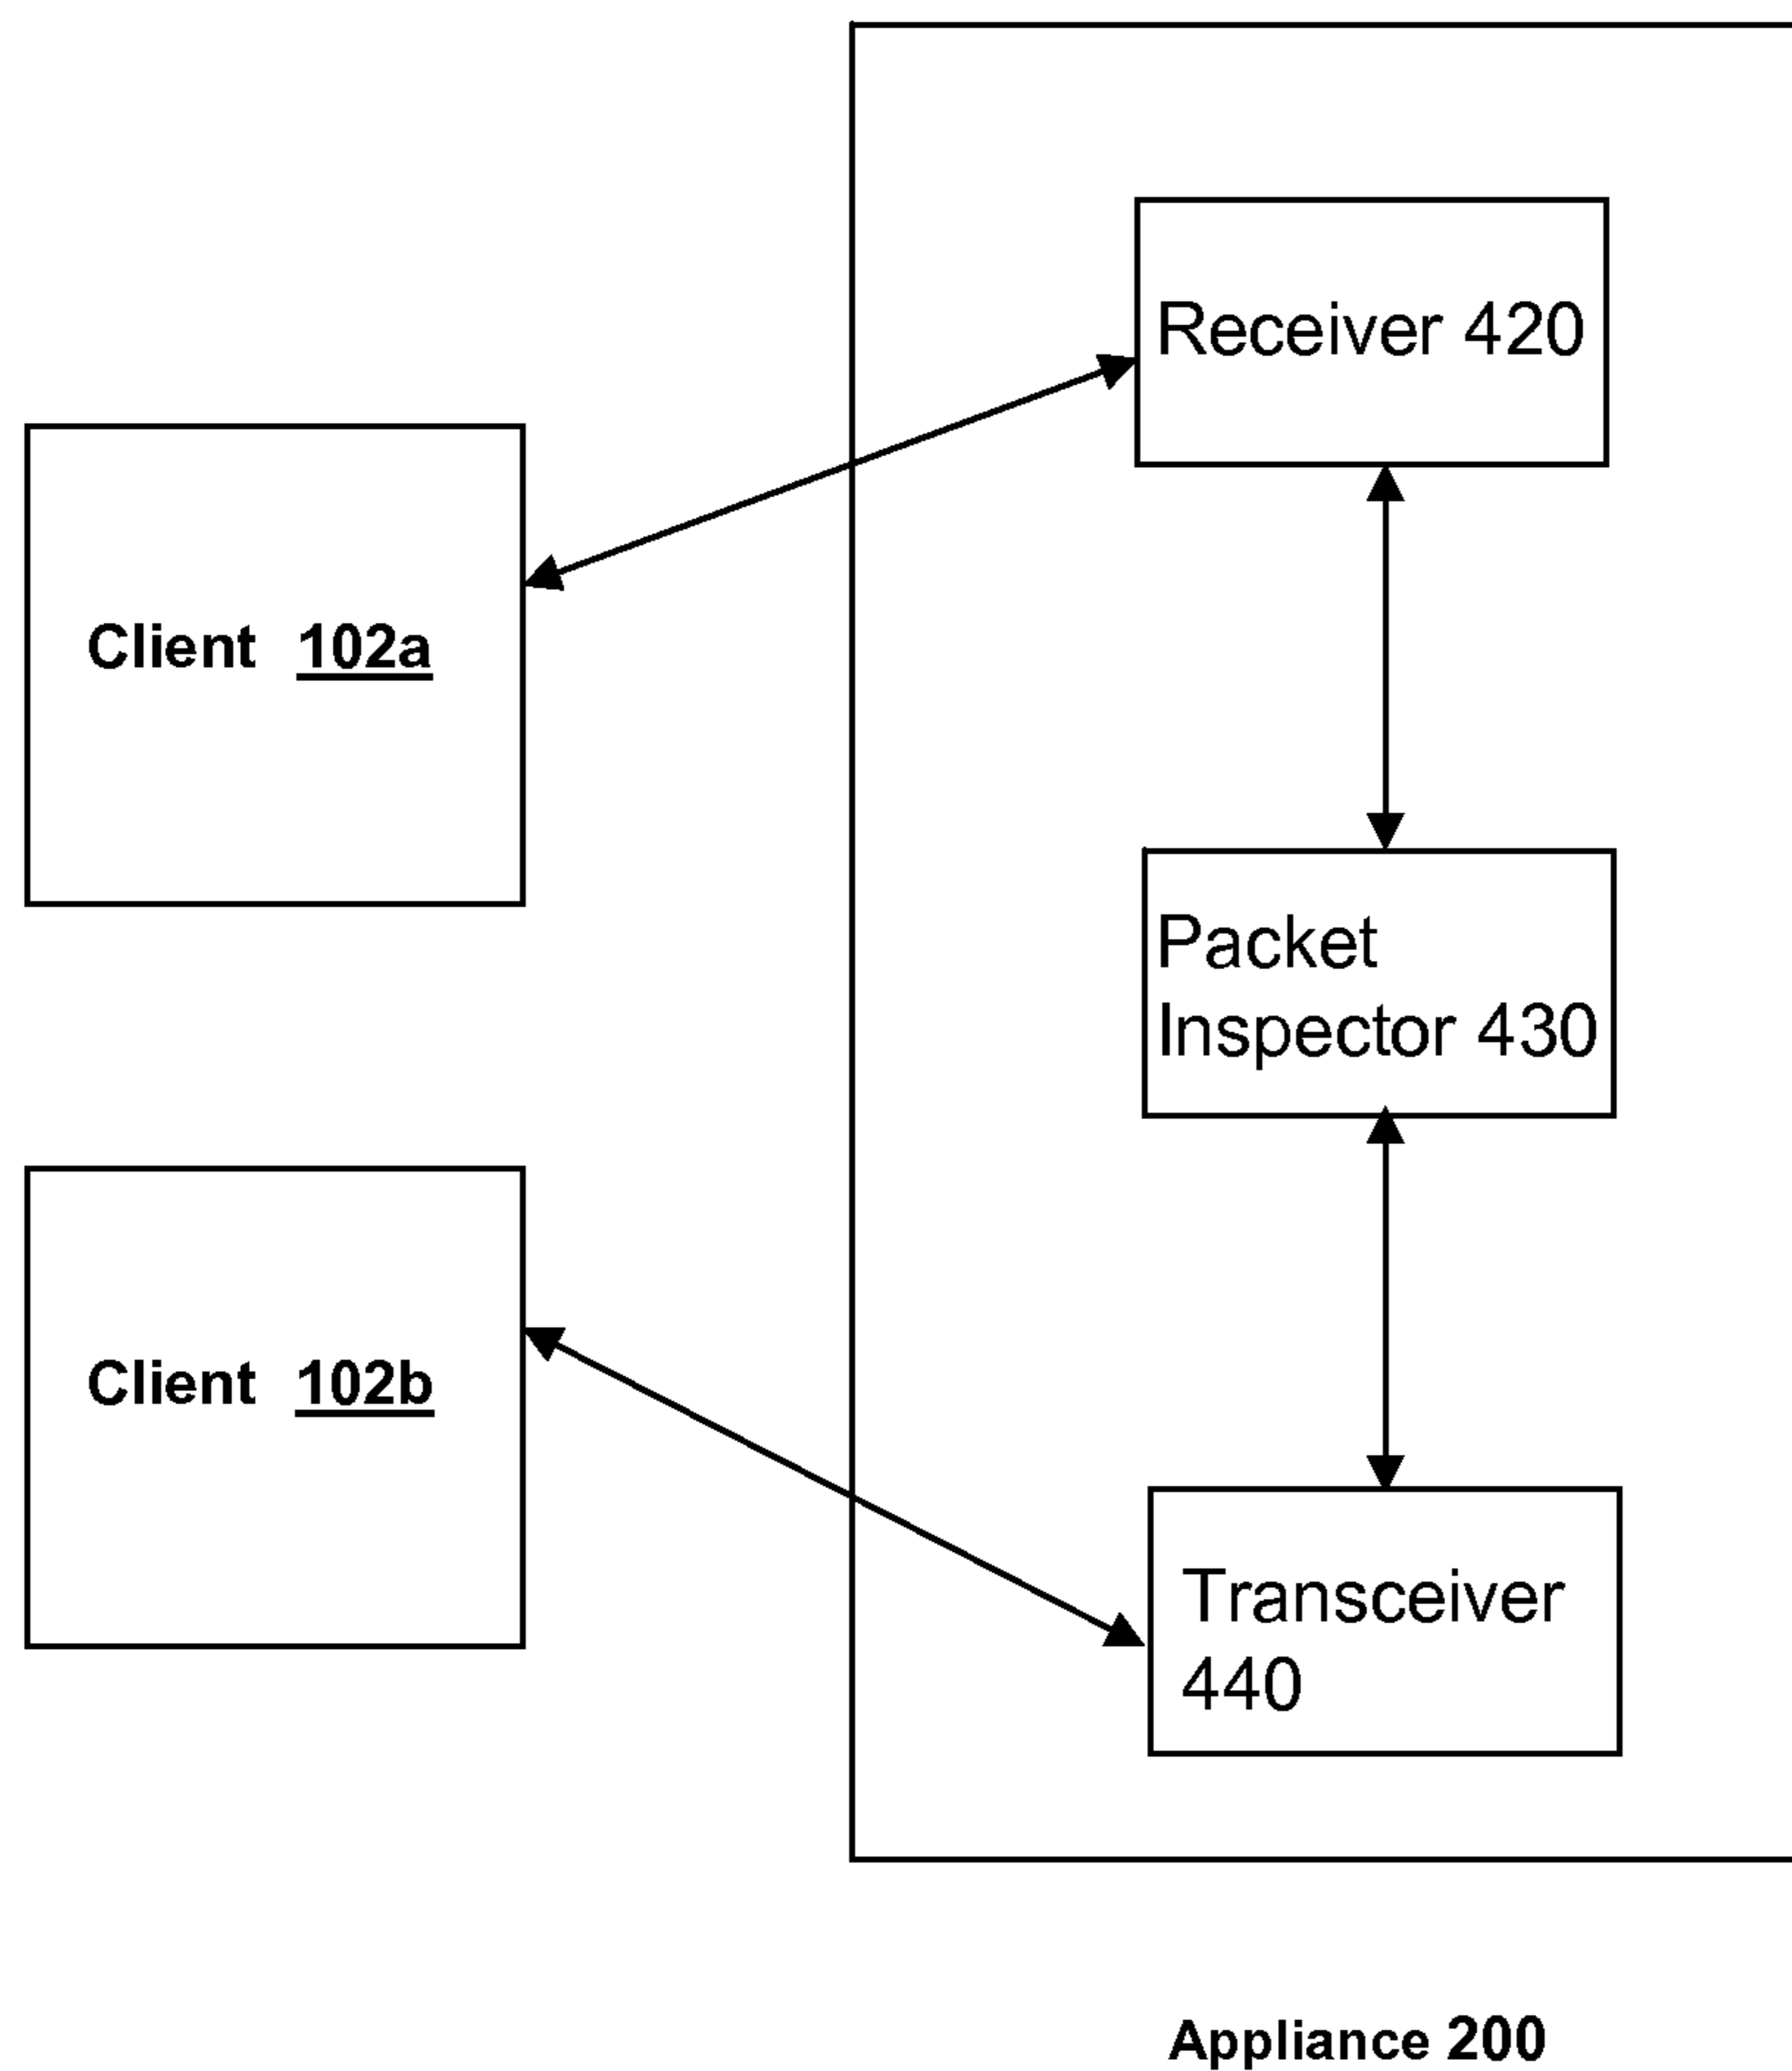 Receiver 420
Client 102a
Packet
Inspector 430
Client 102b
Transceiver
440
Appliance 200